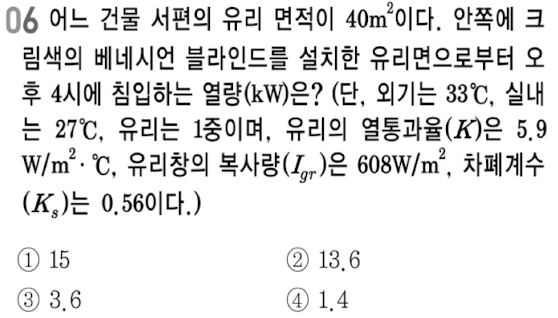 06 어느 건물 서편의 유리 면적이 40m²이다. 안쪽에 크
림색의 베네시언 블라인드를 설치한 유리면으로부터 오
후 4시에 침입하는 열량(kW)은? (단, 외기는 33℃, 실내
는 27℃, 유리는 1중이며, 유리의 열통과율(K)은 5.9
W/m²·℃, 유리창의 복사량(I_gr)은 608W/m², 차폐계수
(K_s)는 0.56이다.)
① 15 ② 13.6
③ 3.6 ④ 1.4